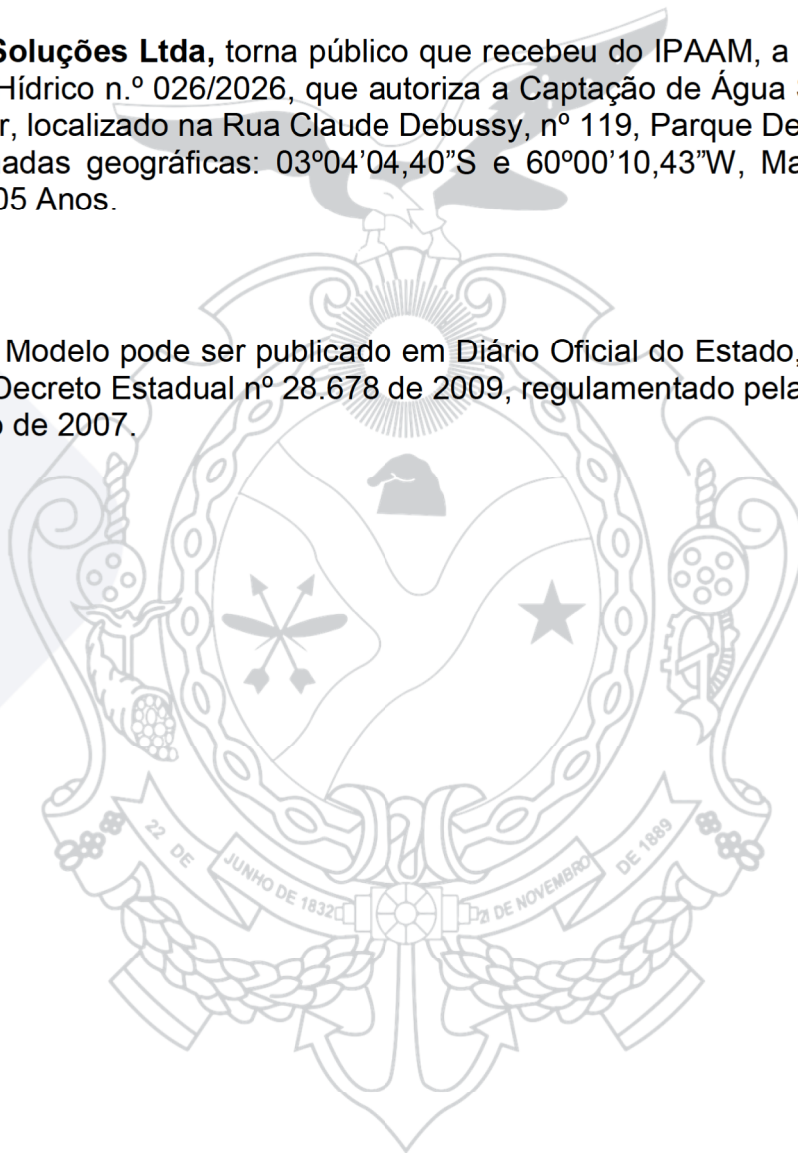 Soluções Ltda, torna público que recebeu do IPAAM, a
Hídrico n.º 026/2026, que autoriza a Captação de Água
r, localizado na Rua Claude Debussy, nº 119, Parque De
adas geográficas: 03º04’04,40”S e 60º00’10,43”W, Ma
05 Anos.
Modelo pode ser publicado em Diário Oficial do Estado,
Decreto Estadual nº 28.678 de 2009, regulamentado pela
o de 2007.
22 DE JUNHO DE 1832 21 DE NOVEMBRO DE 1889